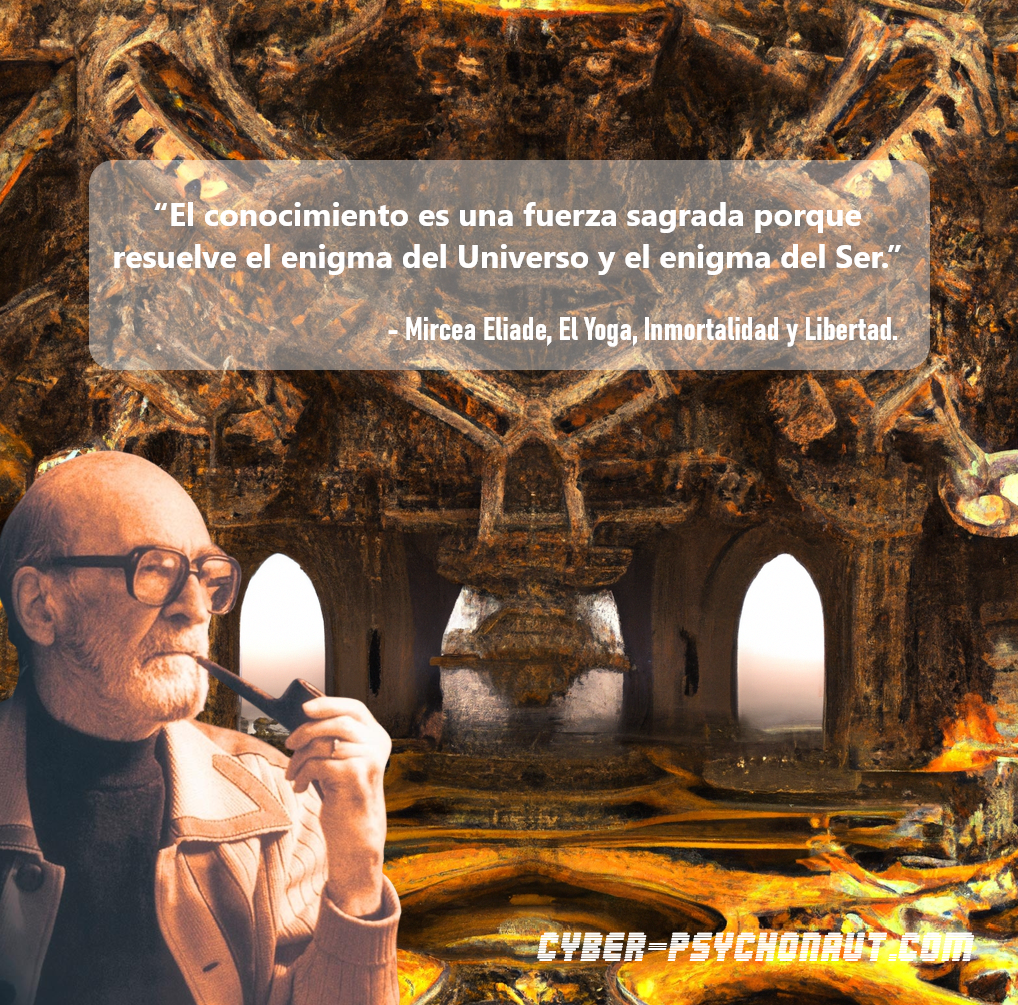 “El conocimiento es una fuerza sagrada porque
resuelve el enigma del Universo y el enigma del Ser.”
- Mircea Eliade, El Yoga, Inmortalidad y Libertad.
CYBER-PSYCHONAUT.COM